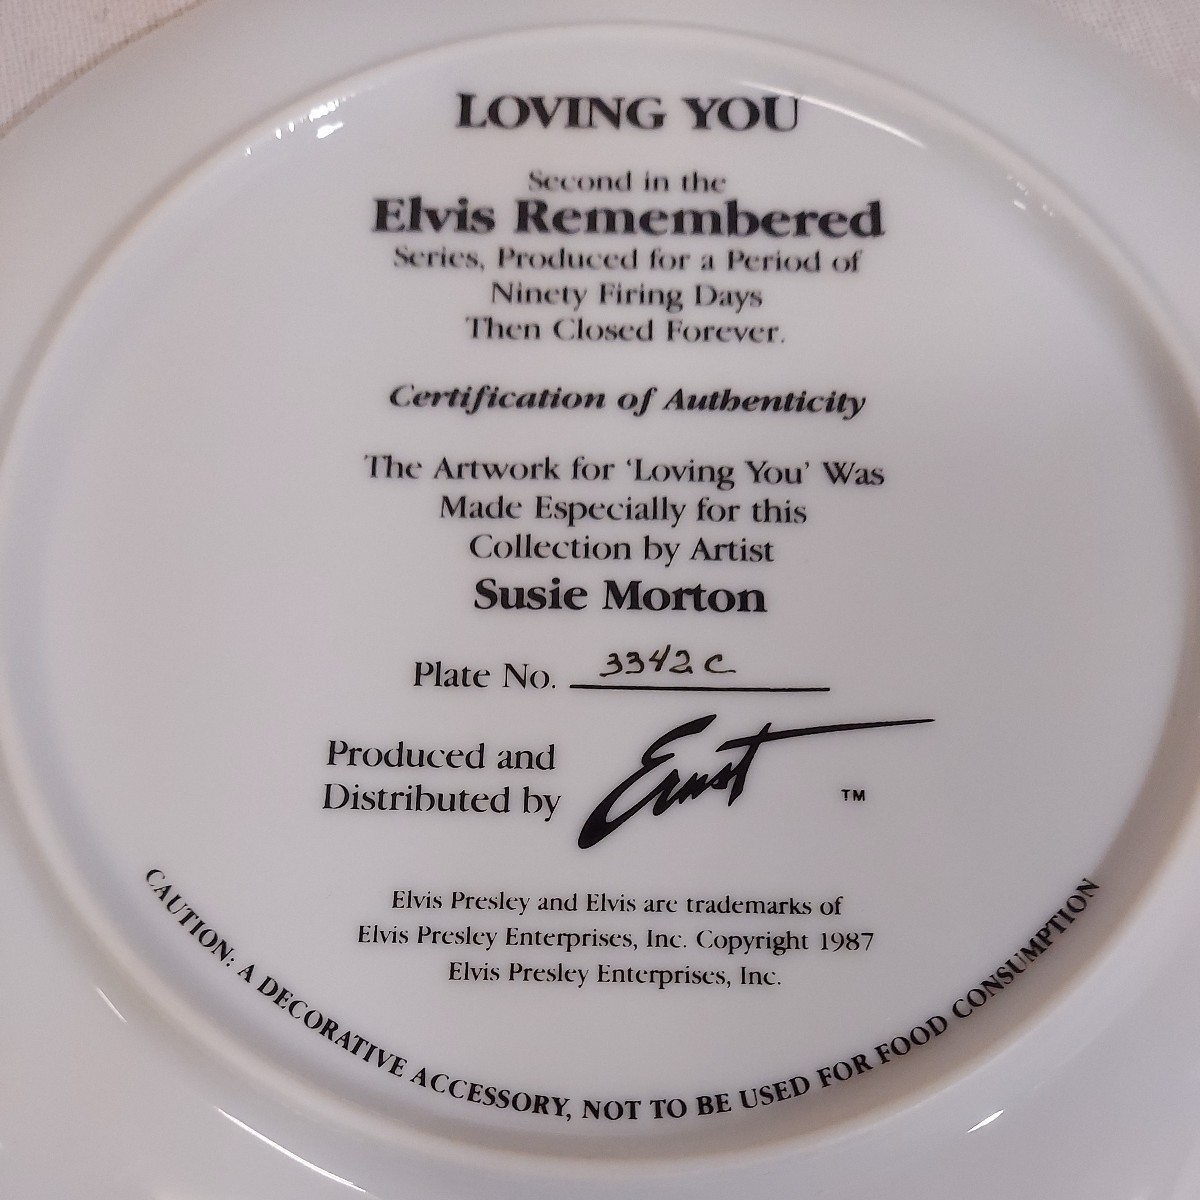 LOVING YOU
Second in the
Elvis Remembered
Series, Produced for a Period of
Ninety Firing Days
Then Closed Forever.
Certification of Authenticity
The Artwork for 'Loving You' Was
Made Especially for this
Collection by Artist
Susie Morton
Plate No. 3342 C
Produced and
Distributed by
Ernst TM
Elvis Presley and Elvis are trademarks of
Elvis Presley Enterprises, Inc. Copyright 1987
Elvis Presley Enterprises, Inc.
CAUTION: A DECORATIVE ACCESSORY, NOT TO BE USED FOR FOOD CONSUMPTION